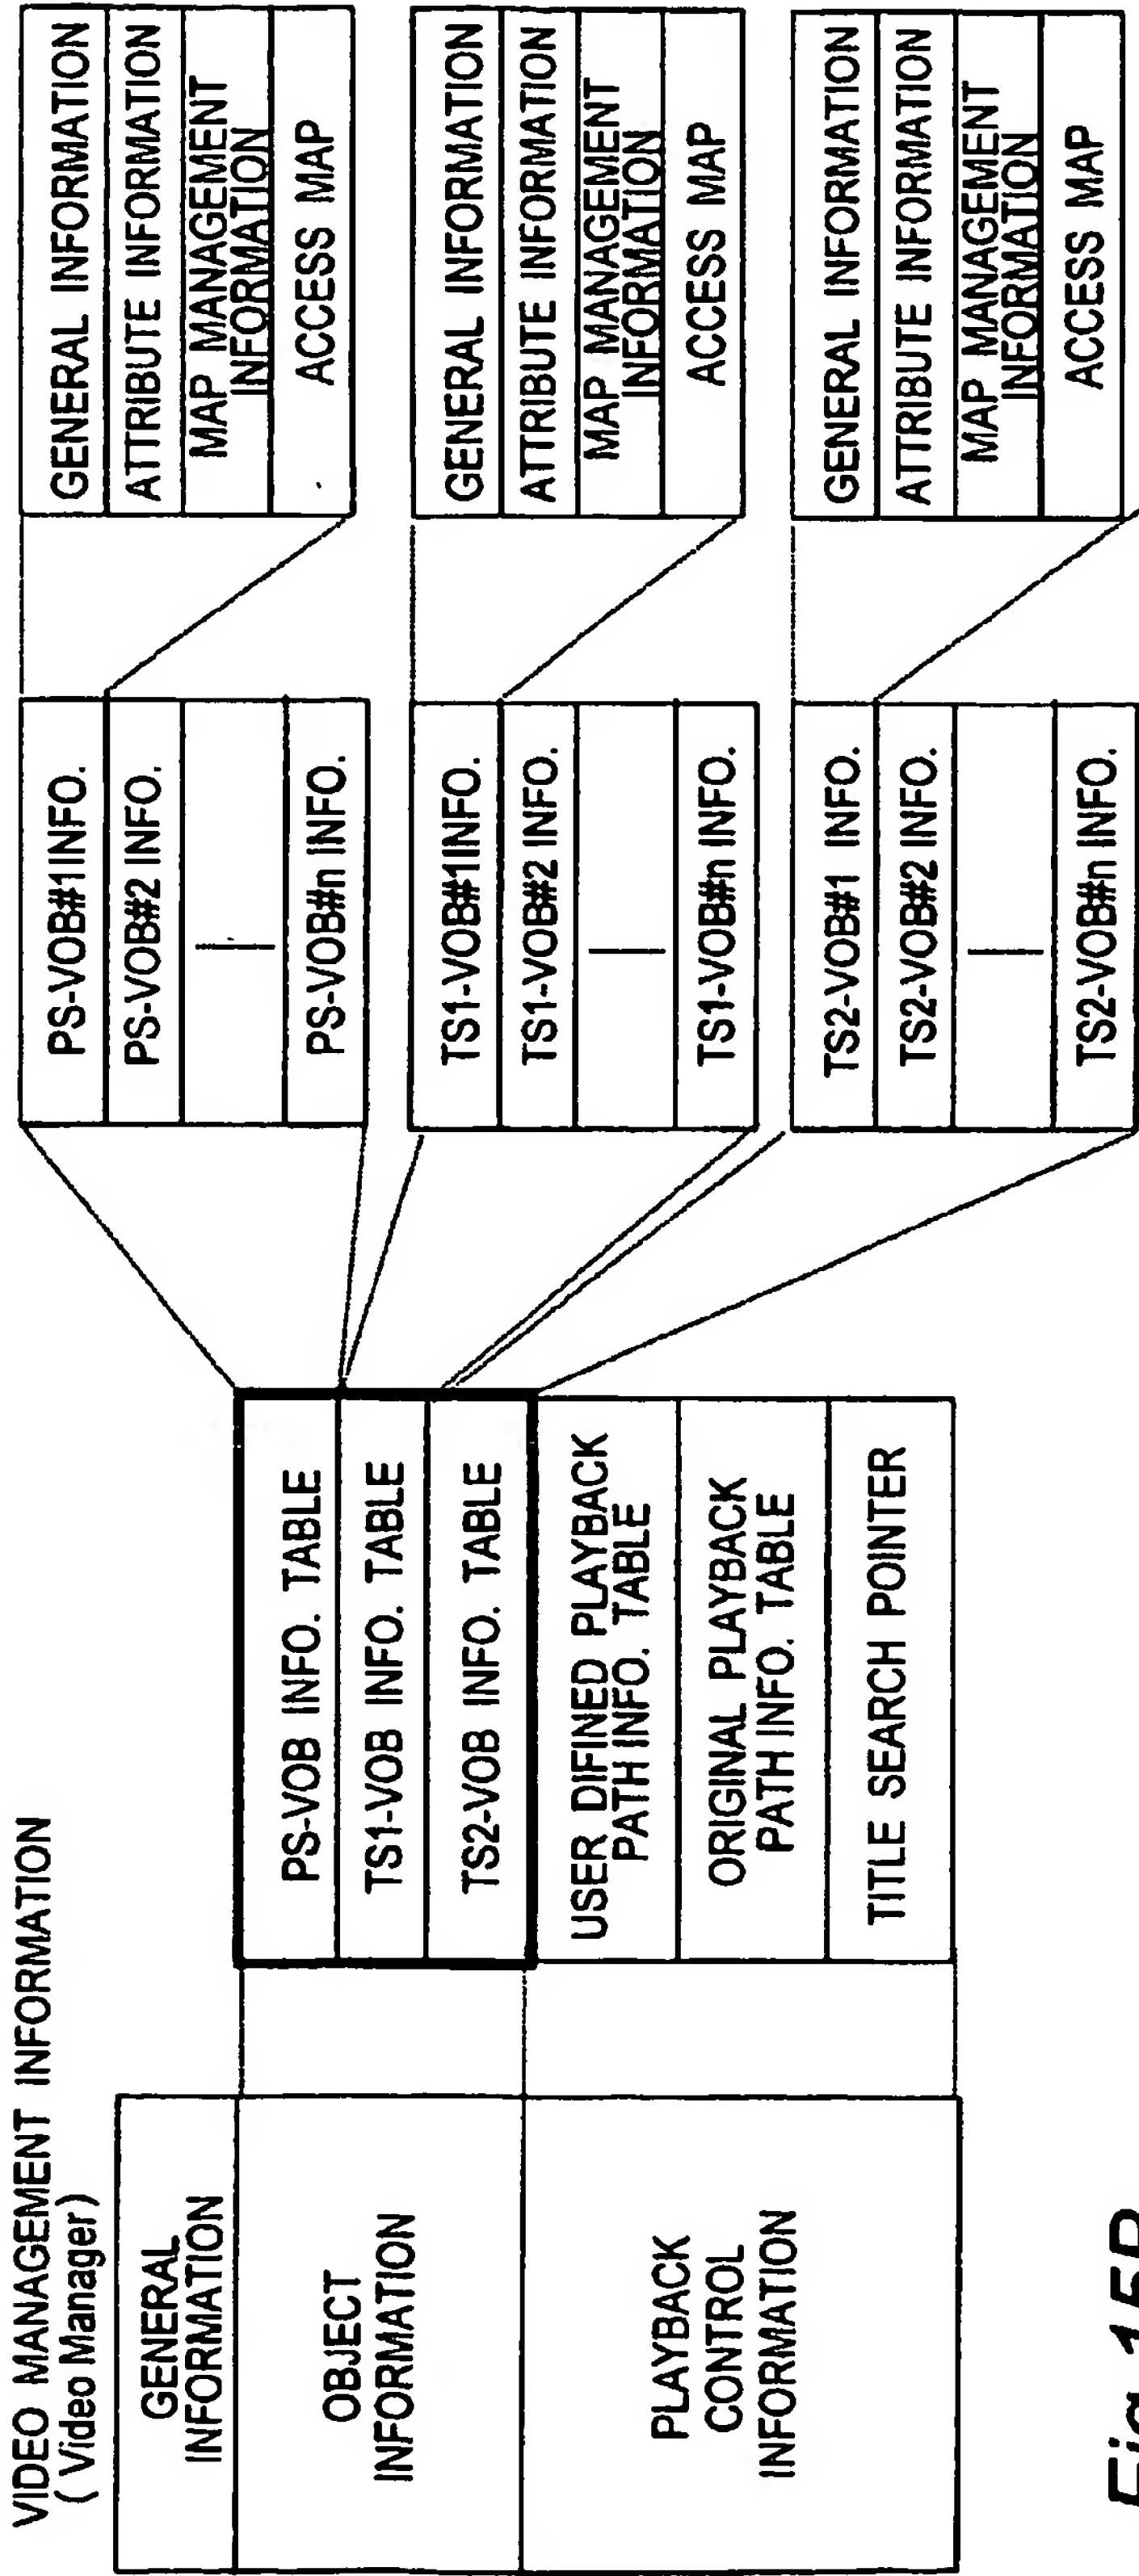 VIDEO MANAGEMENT INFORMATION
( Video Manager)
GENERAL
INFORMATION
OBJECT
INFORMATION
PLAYBACK
CONTROL
INFORMATION
PS-VOB INFO. TABLE
TS1-VOB INFO. TABLE
TS2-VOB INFO. TABLE
USER DIFINED PLAYBACK
PATH INFO. TABLE
ORIGINAL PLAYBACK
PATH INFO. TABLE
TITLE SEARCH POINTER
PS-VOB#1INFO.
PS-VOB#2 INFO.
PS-VOB#n INFO.
TS1-VOB#1INFO.
TS1-VOB#2 INFO.
TS1-VOB#n INFO.
TS2-VOB#1 INFO.
TS2-VOB#2 INFO.
TS2-VOB#n INFO.
GENERAL INFORMATION
ATTRIBUTE INFORMATION
MAP MANAGEMENT
INFORMATION
ACCESS MAP
GENERAL INFORMATION
ATTRIBUTE INFORMATION
MAP MANAGEMENT
INFORMATION
ACCESS MAP
GENERAL INFORMATION
ATTRIBUTE INFORMATION
MAP MANAGEMENT
INFORMATION
ACCESS MAP